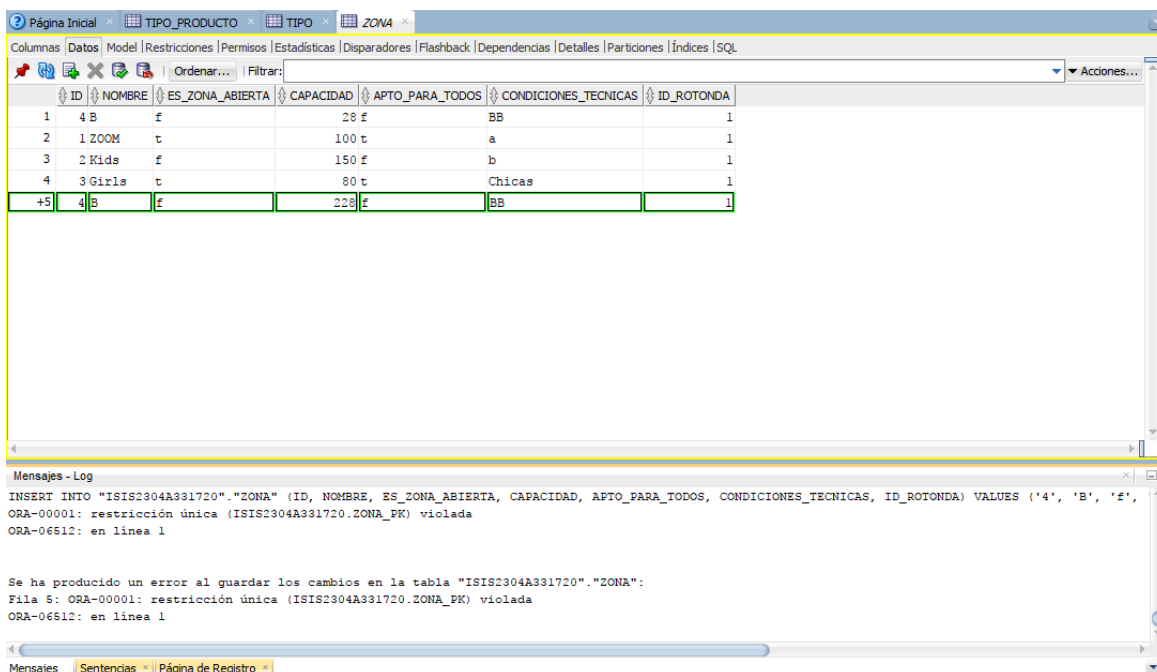 Página Inicial TIPO_PRODUCTO TIPO ZONA
Columnas Datos Model Restricciones Permisos Estadísticas Disparadores Flashback Dependencias Detalles Particiones Índices SQL
Ordenar... Filtrar: Acciones...
ID NOMBRE ES_ZONA_ABIERTA CAPACIDAD APTO_PARA_TODOS CONDICIONES_TECNICAS ID_ROTONDA
1 4 B f 28 f BB 1
2 1 ZOOM t 100 t a 1
3 2 Kids f 150 f b 1
4 3 Girls t 80 t Chicas 1
+5 4 B f 228 f BB 1
Mensajes - Log
INSERT INTO "ISIS2304A331720"."ZONA" (ID, NOMBRE, ES_ZONA_ABIERTA, CAPACIDAD, APTO_PARA_TODOS, CONDICIONES_TECNICAS, ID_ROTONDA) VALUES ('4', 'B', 'f',
ORA-00001: restricción única (ISIS2304A331720.ZONA_PK) violada
ORA-06512: en línea 1
Se ha producido un error al guardar los cambios en la tabla "ISIS2304A331720"."ZONA":
Fila 5: ORA-00001: restricción única (ISIS2304A331720.ZONA_PK) violada
ORA-06512: en línea 1
Mensajes Sentencias Página de Registro